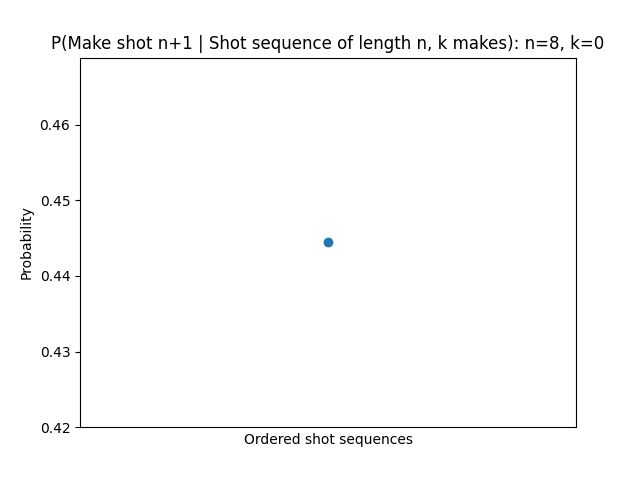 P(Make shot n+1 | Shot sequence of length n, k makes): n=8, k=0
0.46
0.45
0.44
0.43
0.42
Probability
Ordered shot sequences